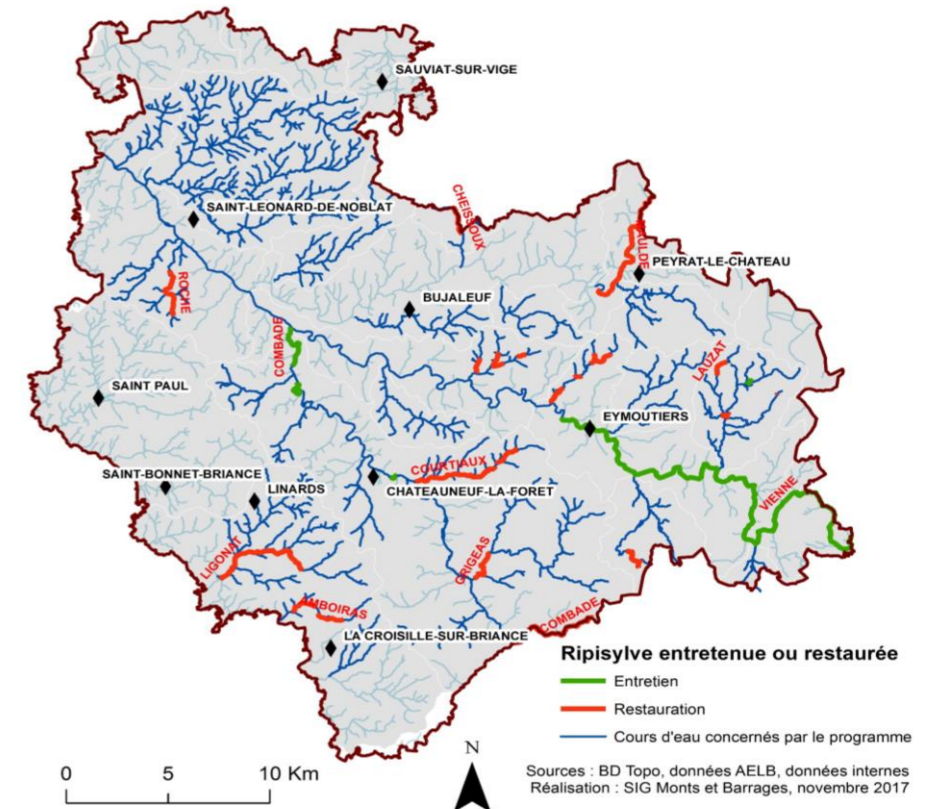 SAUVIAT-SUR-VIGE
SAINT-LEONARD-DE-NOBLAT
CHEISSOUX
AULDE
PEYRAT-LE-CHATEAU
ROCHE
BUJALEUF
COMBADE
LAUZAT
SAINT PAUL
EYMOUTIERS
COURTIAUX
SAINT-BONNET-BRIANCE
LINARDS
CHATEAUNEUF-LA-FORET
VIENNE
LIGONAT
GRIGEAS
AMBOIRAS
COMBADE
LA CROISILLE-SUR-BRIANCE
Ripisylve entretenue ou restaurée
Entretien
Restauration
Cours d'eau concernés par le programme
N
0 5 10 Km
Sources : BD Topo, données AELB, données internes
Réalisation : SIG Monts et Barrages, novembre 2017